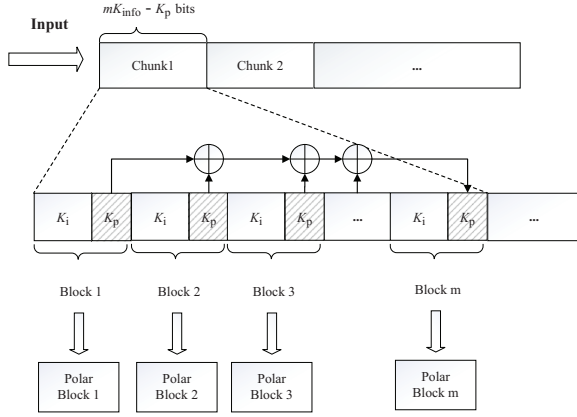 mK_info - K_p bits
Input
Chunk1 Chunk 2 ...
K_i K_p K_i K_p K_i K_p ... K_i K_p ...
Block 1 Block 2 Block 3 Block m
Polar Block 1
Polar Block 2
Polar Block 3
Polar Block m